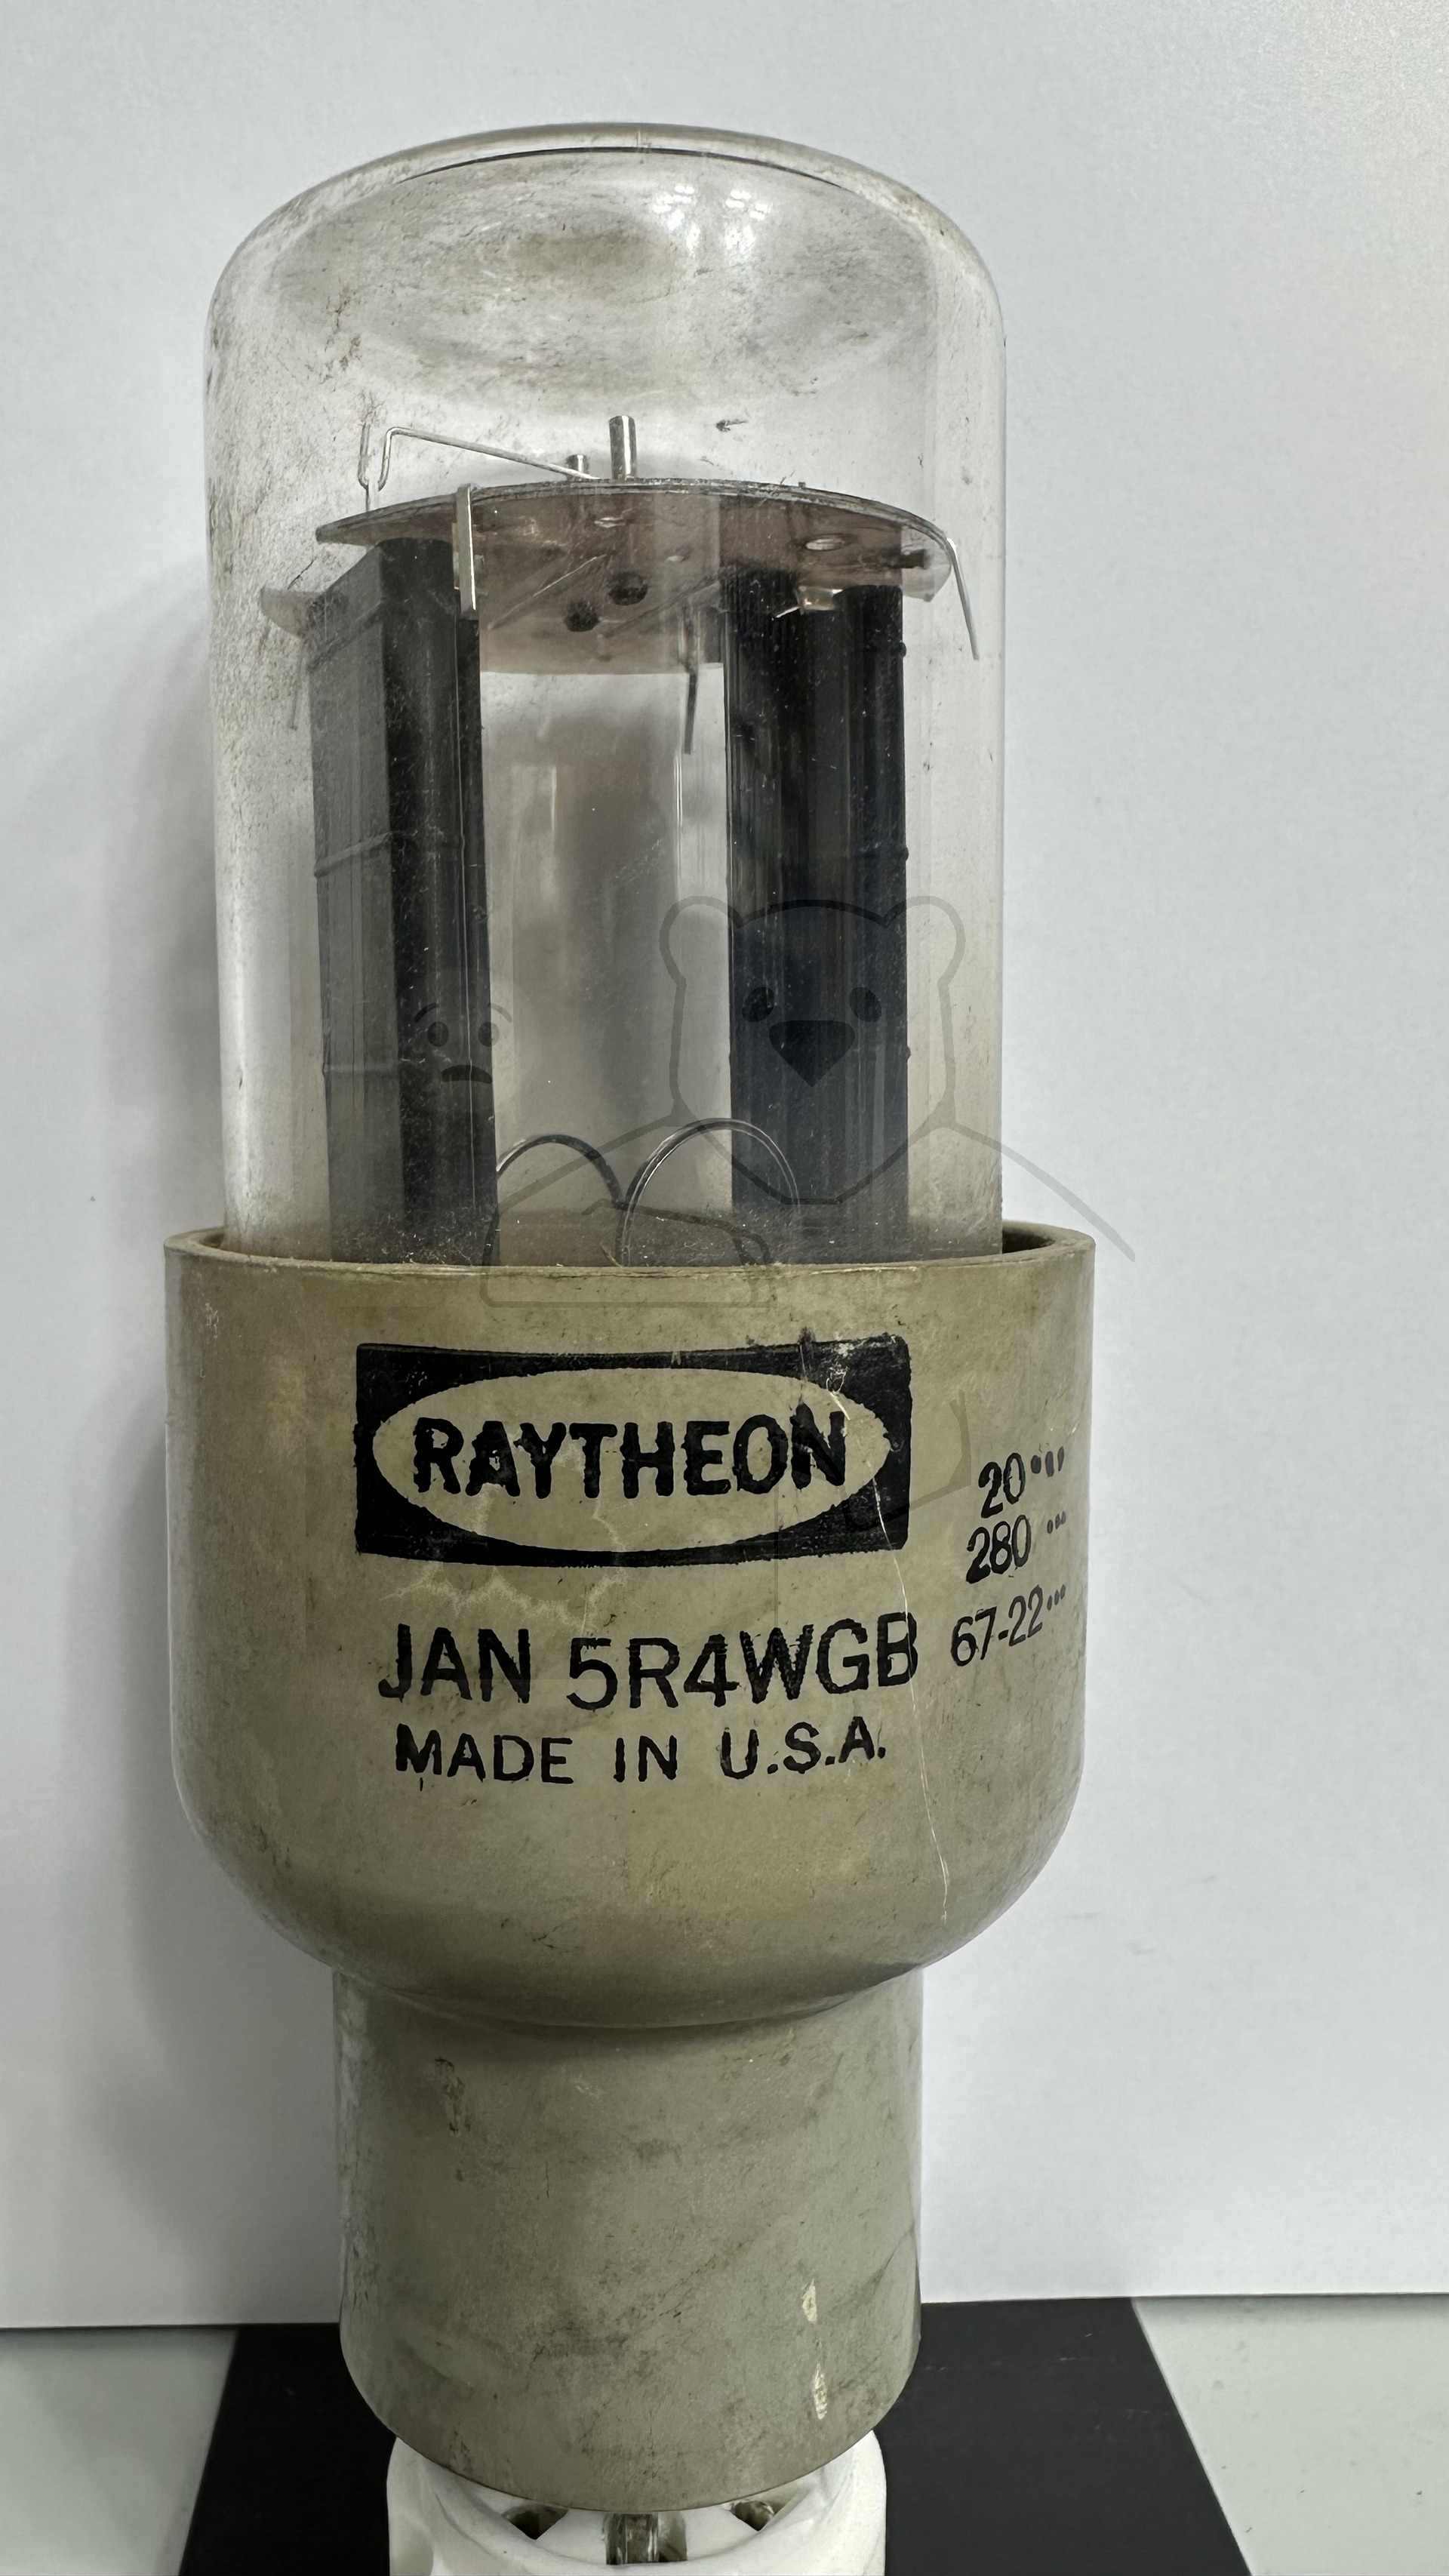 RAYTHEON
JAN 5R4WGB
MADE IN U.S.A.
20
280
67-22